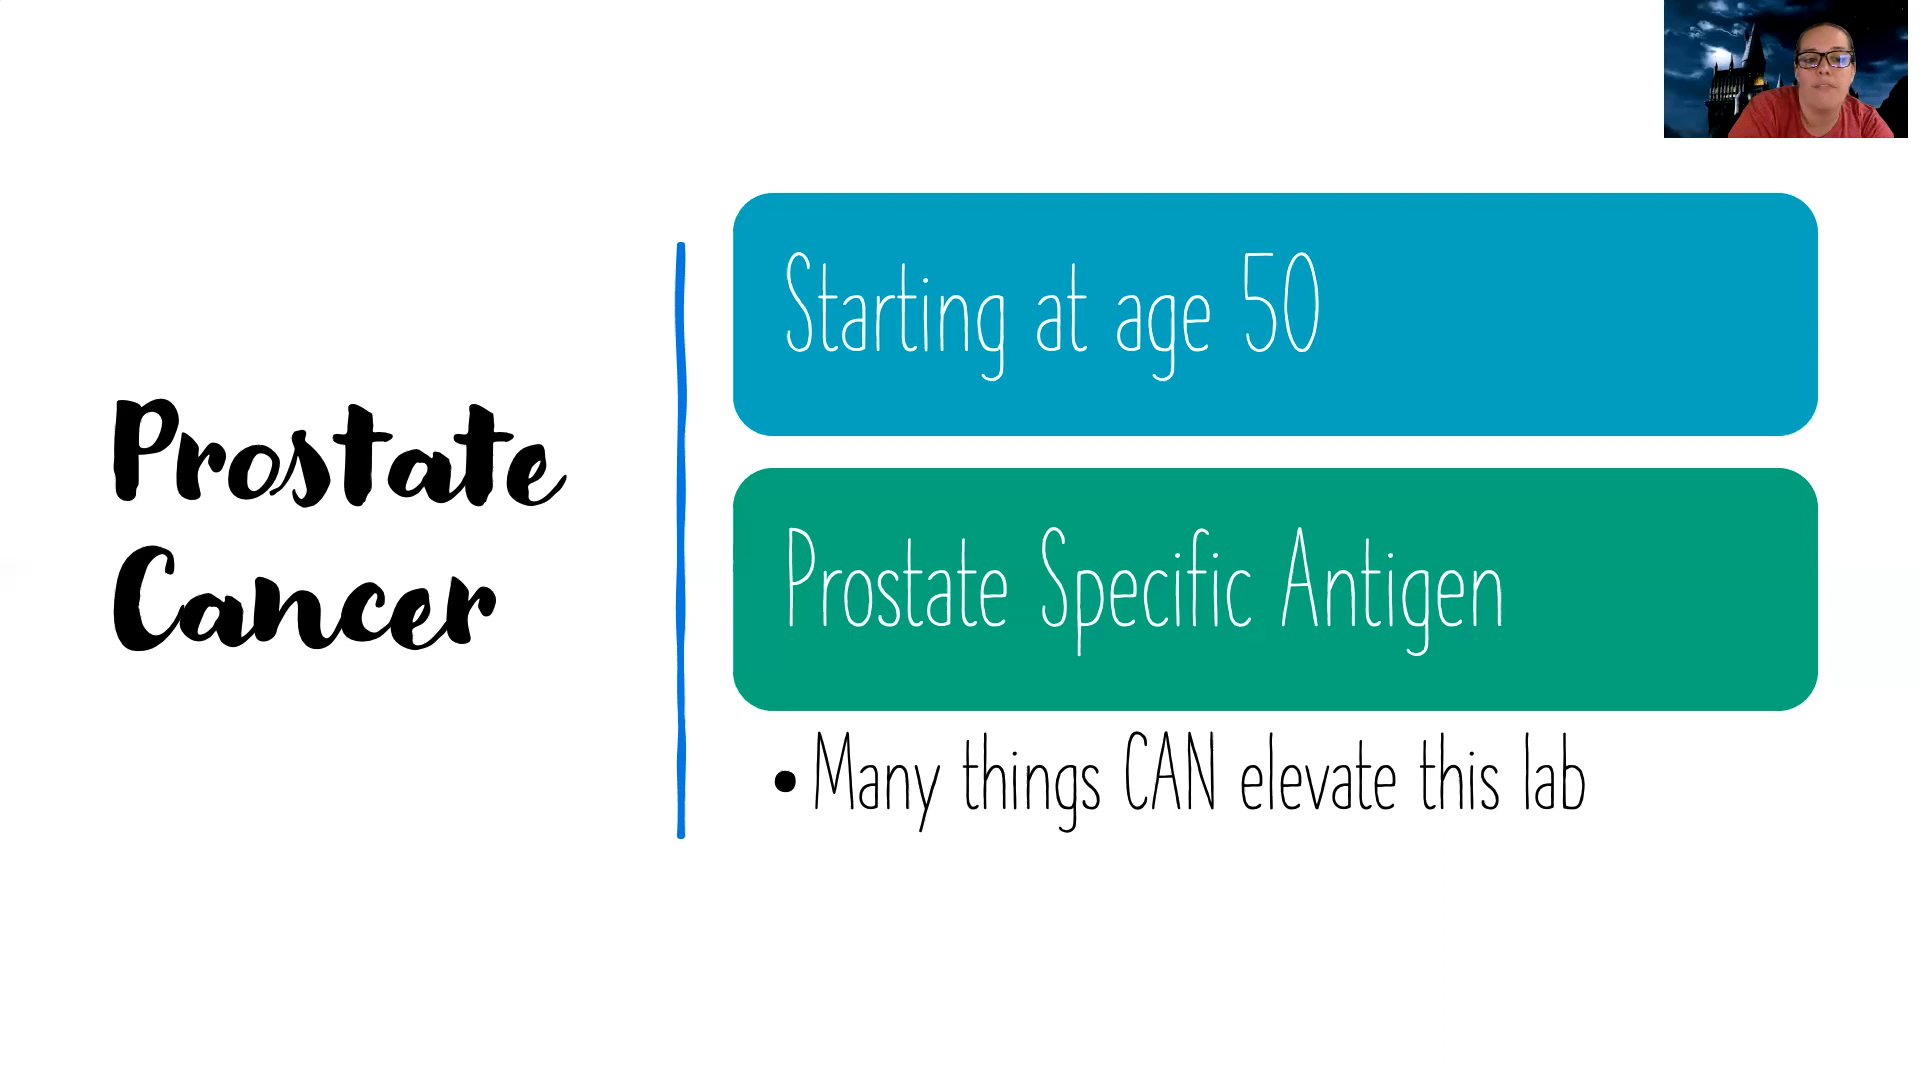 Prostate
Cancer
Starting at age 50
Prostate Specific Antigen
• Many things CAN elevate this lab